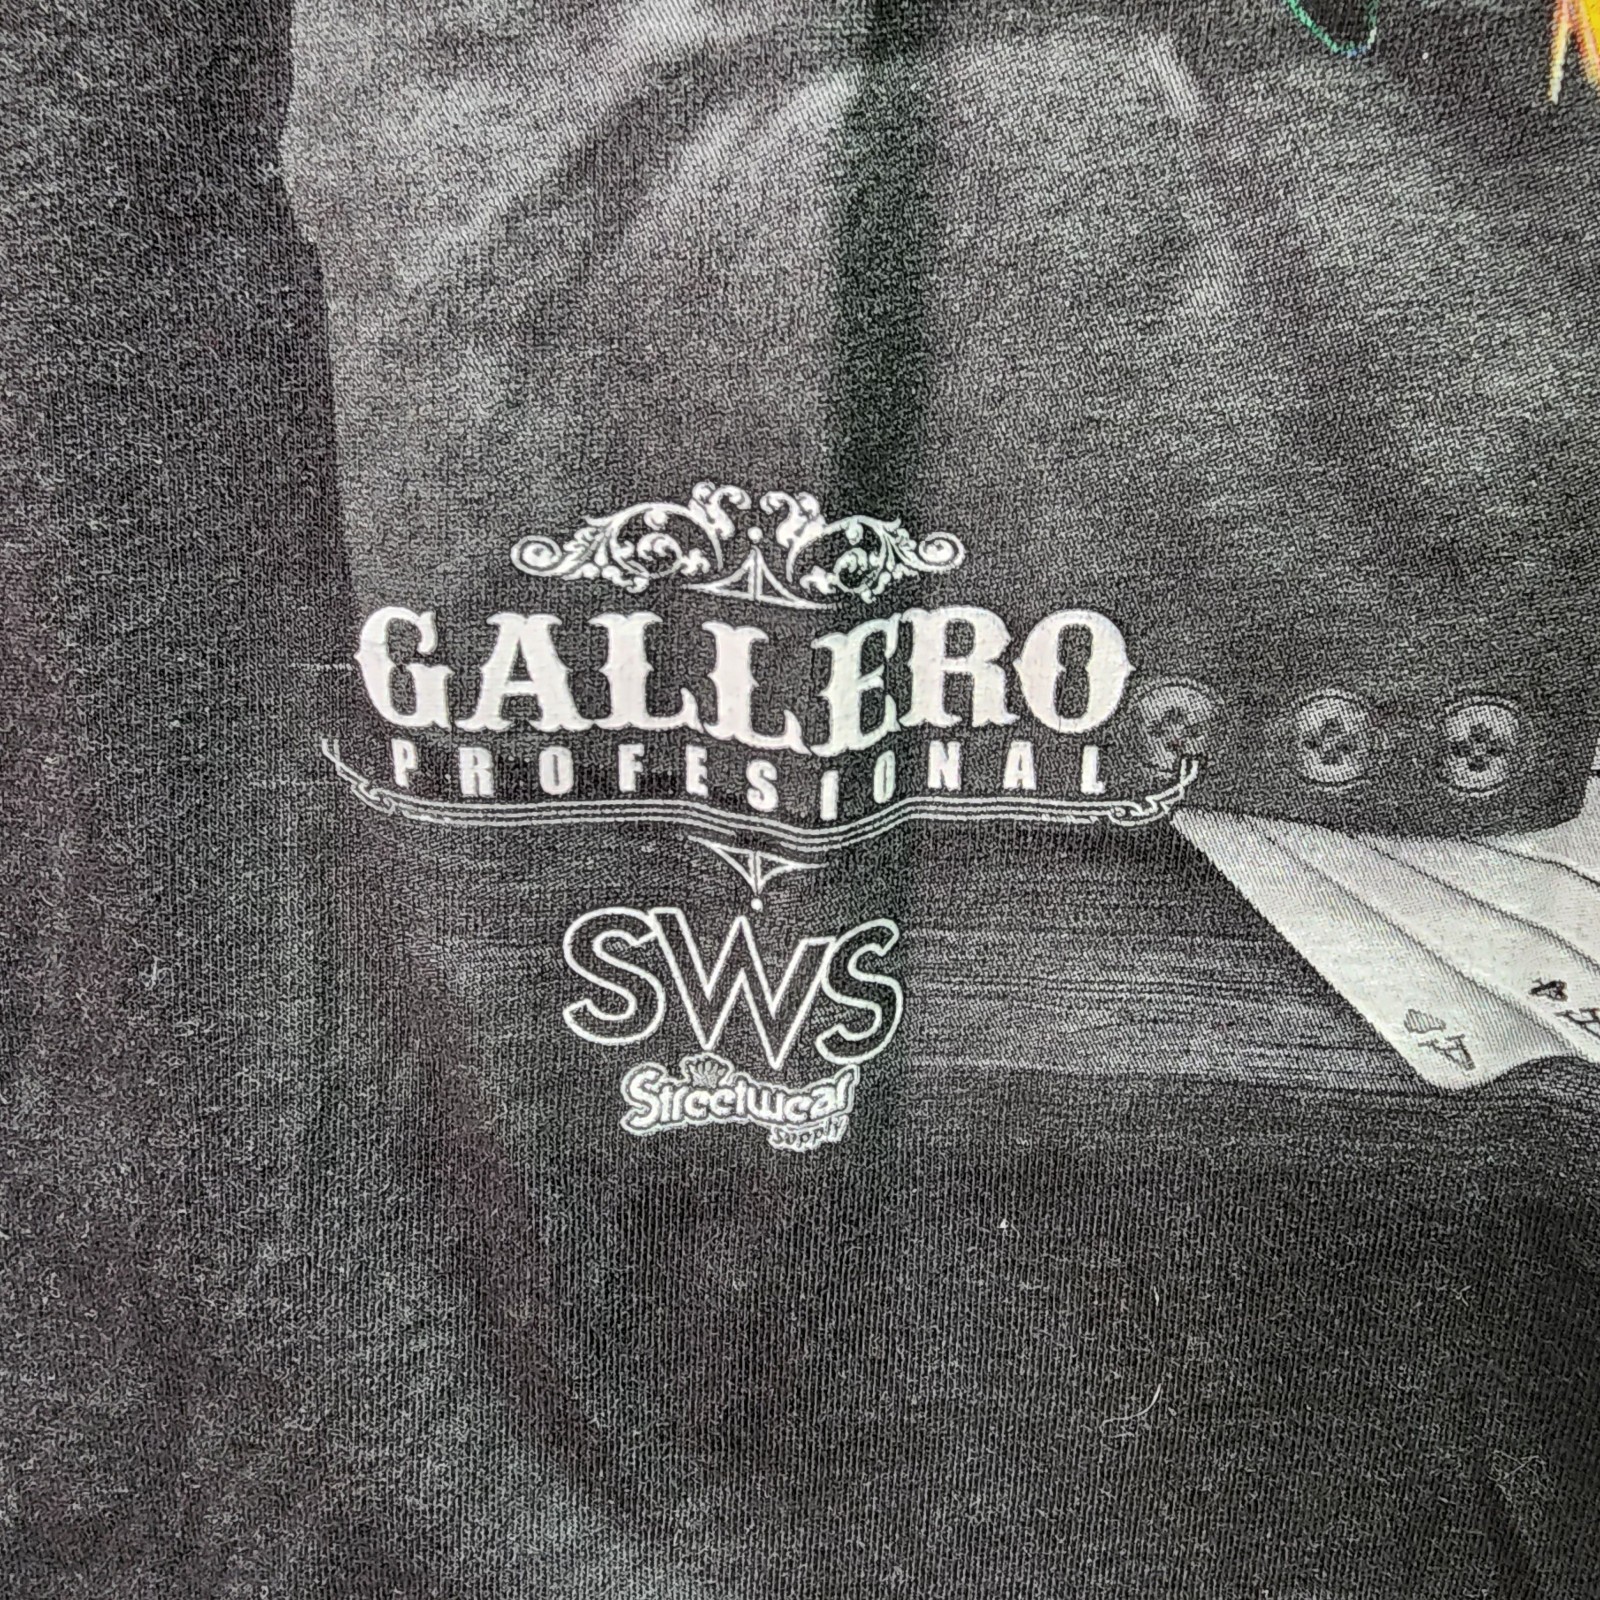 GALLERO
PROFESIONAL
SWS
Streetwear
supply
A
A